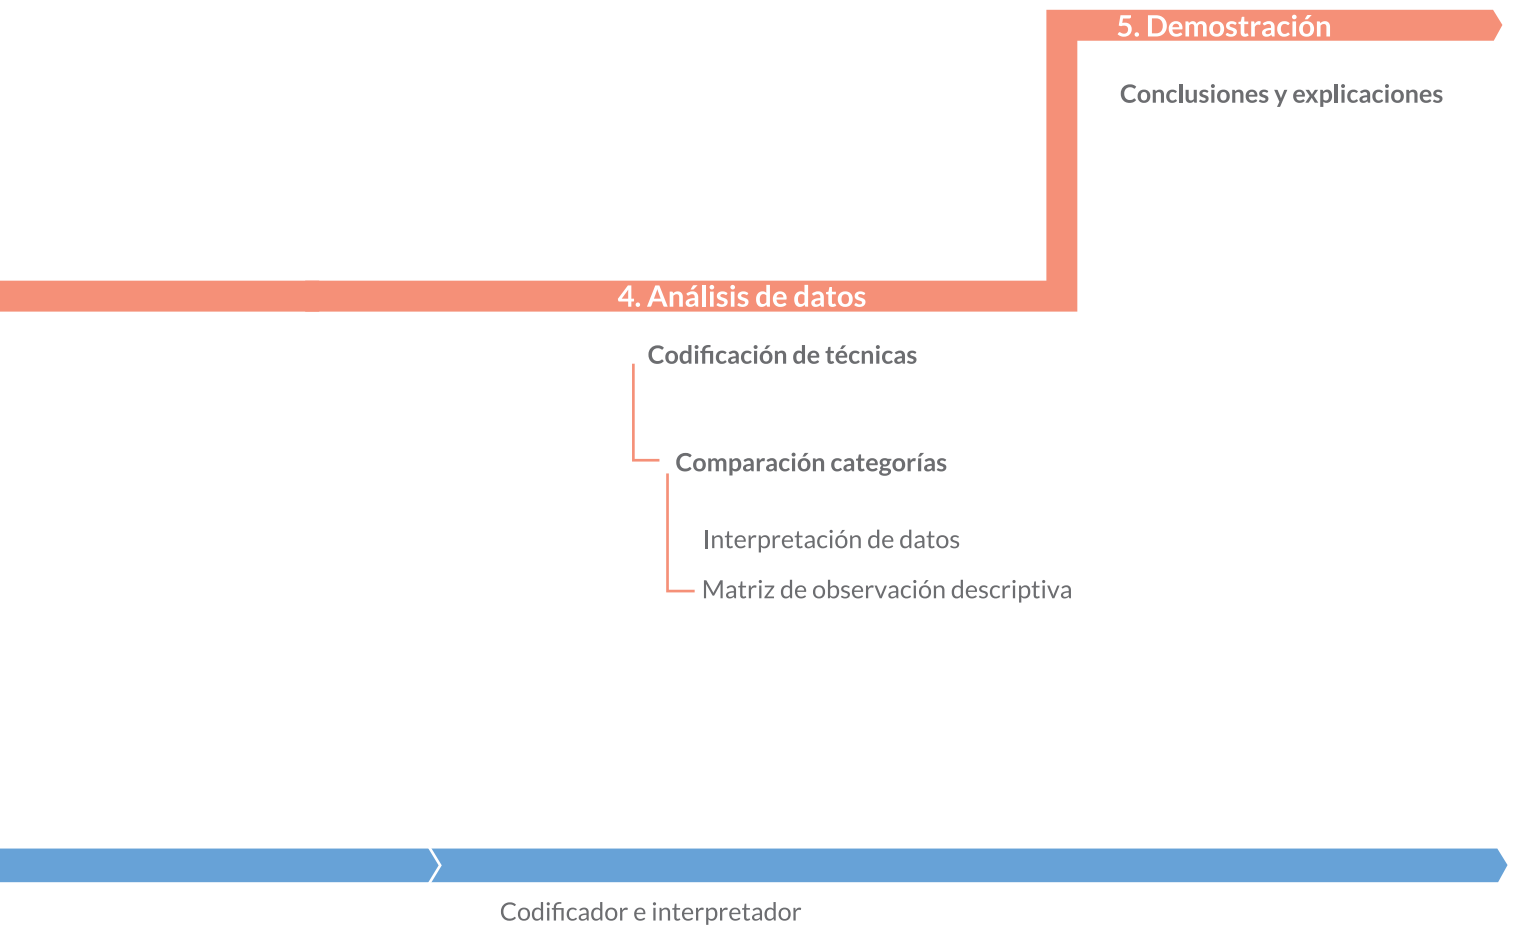 5. Demostración
Conclusiones y explicaciones
4. Análisis de datos
Codificación de técnicas
Comparación categorías
Interpretación de datos
Matriz de observación descriptiva
Codificador e interpretador